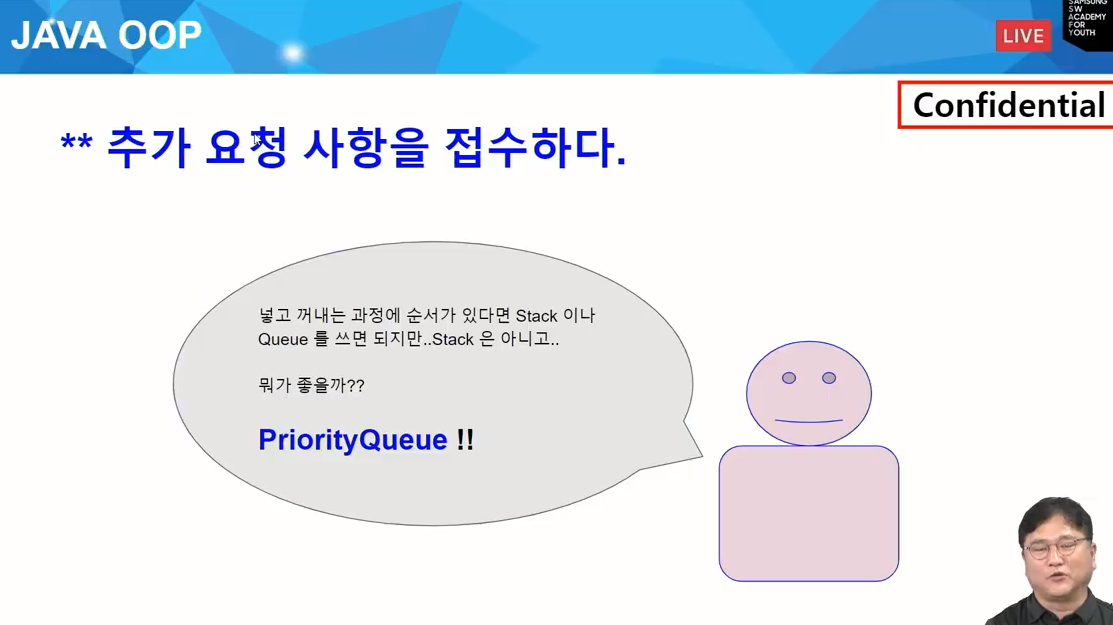 JAVA OOP
LIVE
SAMSUNG
SW
ACADEMY
FOR
YOUTH
Confidential
** 추가 요청 사항을 접수하다.
넣고 꺼내는 과정에 순서가 있다면 Stack 이나
Queue 를 쓰면 되지만..Stack 은 아니고..
뭐가 좋을까??
PriorityQueue !!